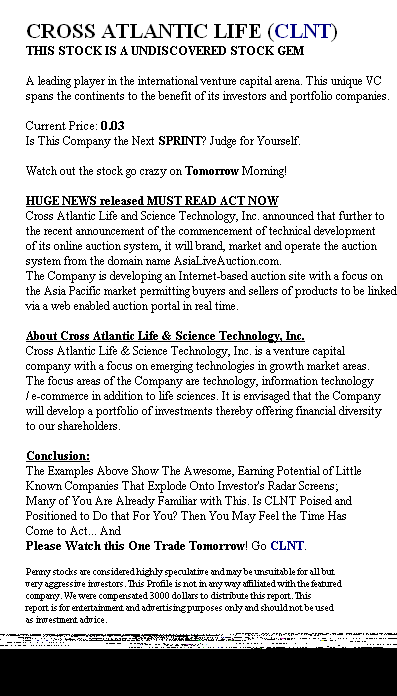 CROSS ATLANTIC LIFE (CLNT)
THIS STOCK IS A UNDISCOVERED STOCK GEM
A leading player in the international venture capital arena. This unique VC
spans the continents to the benefit of its investors and portfolio companies.
Current Price: 0.03
Is This Company the Next SPRINT? Judge for Yourself.
Watch out the stock go crazy on Tomorrow Morning!
HUGE NEWS released MUST READ ACT NOW
Cross Atlantic Life and Science Technology, Inc. announced that further to
the recent announcement of the commencement of technical development
of its online auction system, it will brand, market and operate the auction
system from the domain name AsiaLiveAuction.com.
The Company is developing an Internet-based auction site with a focus on
the Asia Pacific market permitting buyers and sellers of products to be linked
via a web enabled auction portal in real time.
About Cross Atlantic Life & Science Technology, Inc.
Cross Atlantic Life & Science Technology, Inc. is a venture capital
company with a focus on emerging technologies in growth market areas.
The focus areas of the Company are technology, information technology
/ e-commerce in addition to life sciences. It is envisaged that the Company
will develop a portfolio of investments thereby offering financial diversity
to our shareholders.
Conclusion:
The Examples Above Show The Awesome, Earning Potential of Little
Known Companies That Explode Onto Investor's Radar Screens;
Many of You Are Already Familiar with This. Is CLNT Poised and
Positioned to Do that For You? Then You May Feel the Time Has
Come to Act... And
Please Watch this One Trade Tomorrow! Go CLNT.
Penny stocks are considered highly speculative and may be unsuitable for all but
very aggressive investors. This Profile is not in any way affiliated with the featured
company. We were compensated 3000 dollars to distribute this report. This
report is for entertainment and advertising purposes only and should not be used
as investment advice.